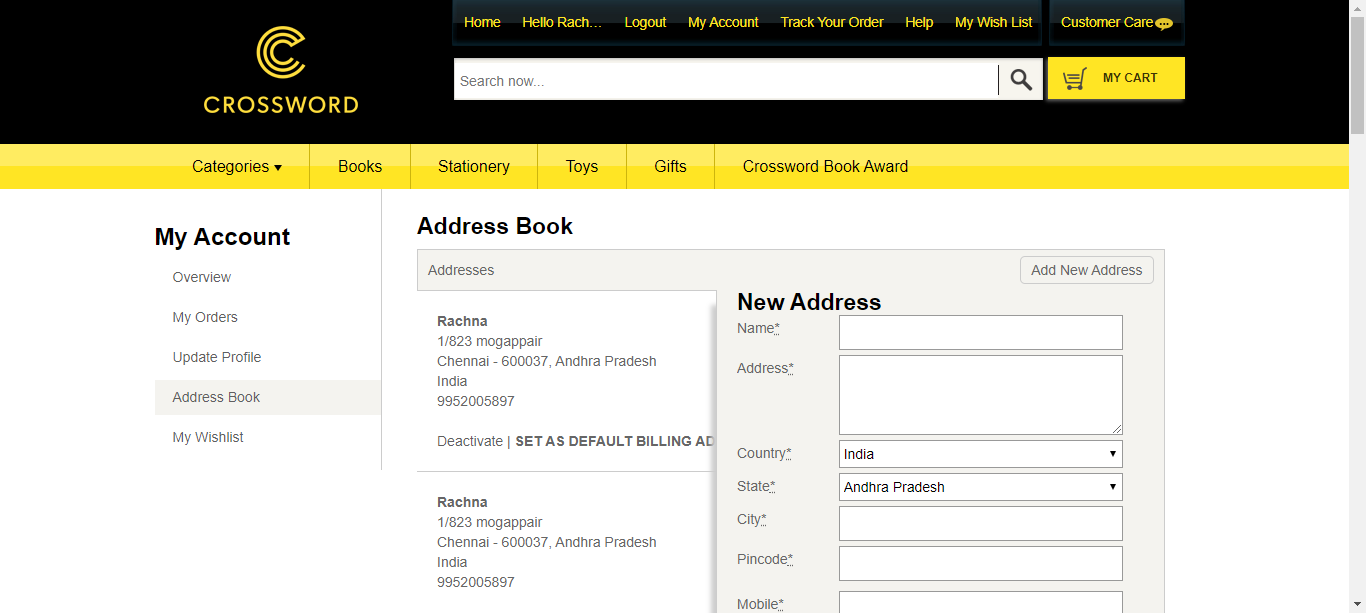 Home Hello Rach... Logout My Account Track Your Order Help My Wish List Customer Care
CROSSWORD
Search now...
MY CART
Categories Books Stationery Toys Gifts Crossword Book Award
My Account
Overview
My Orders
Update Profile
Address Book
My Wishlist
Address Book
Addresses
Add New Address
Rachna
1/823 mogappair
Chennai - 600037, Andhra Pradesh
India
9952005897
Deactivate | SET AS DEFAULT BILLING AD
Rachna
1/823 mogappair
Chennai - 600037, Andhra Pradesh
India
9952005897
New Address
Name*
Address*
Country* India
State* Andhra Pradesh
City*
Pincode*
Mobile*